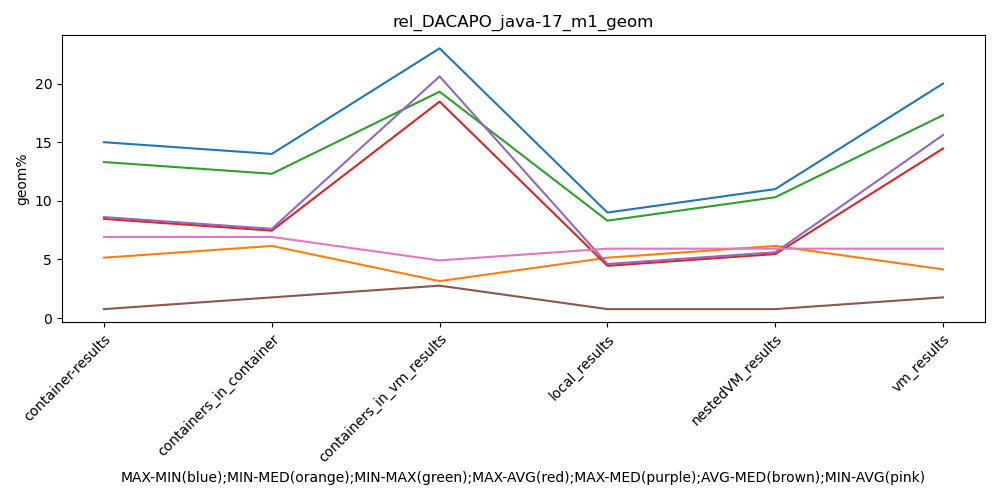 rel_DACAPO_java-17_m1_geom
geom%
20
15
10
5
0
container-results
containers_in_container
containers_in_vm_results
local_results
nestedVM_results
vm_results
MAX-MIN(blue);MIN-MED(orange);MIN-MAX(green);MAX-AVG(red);MAX-MED(purple);AVG-MED(brown);MIN-AVG(pink)